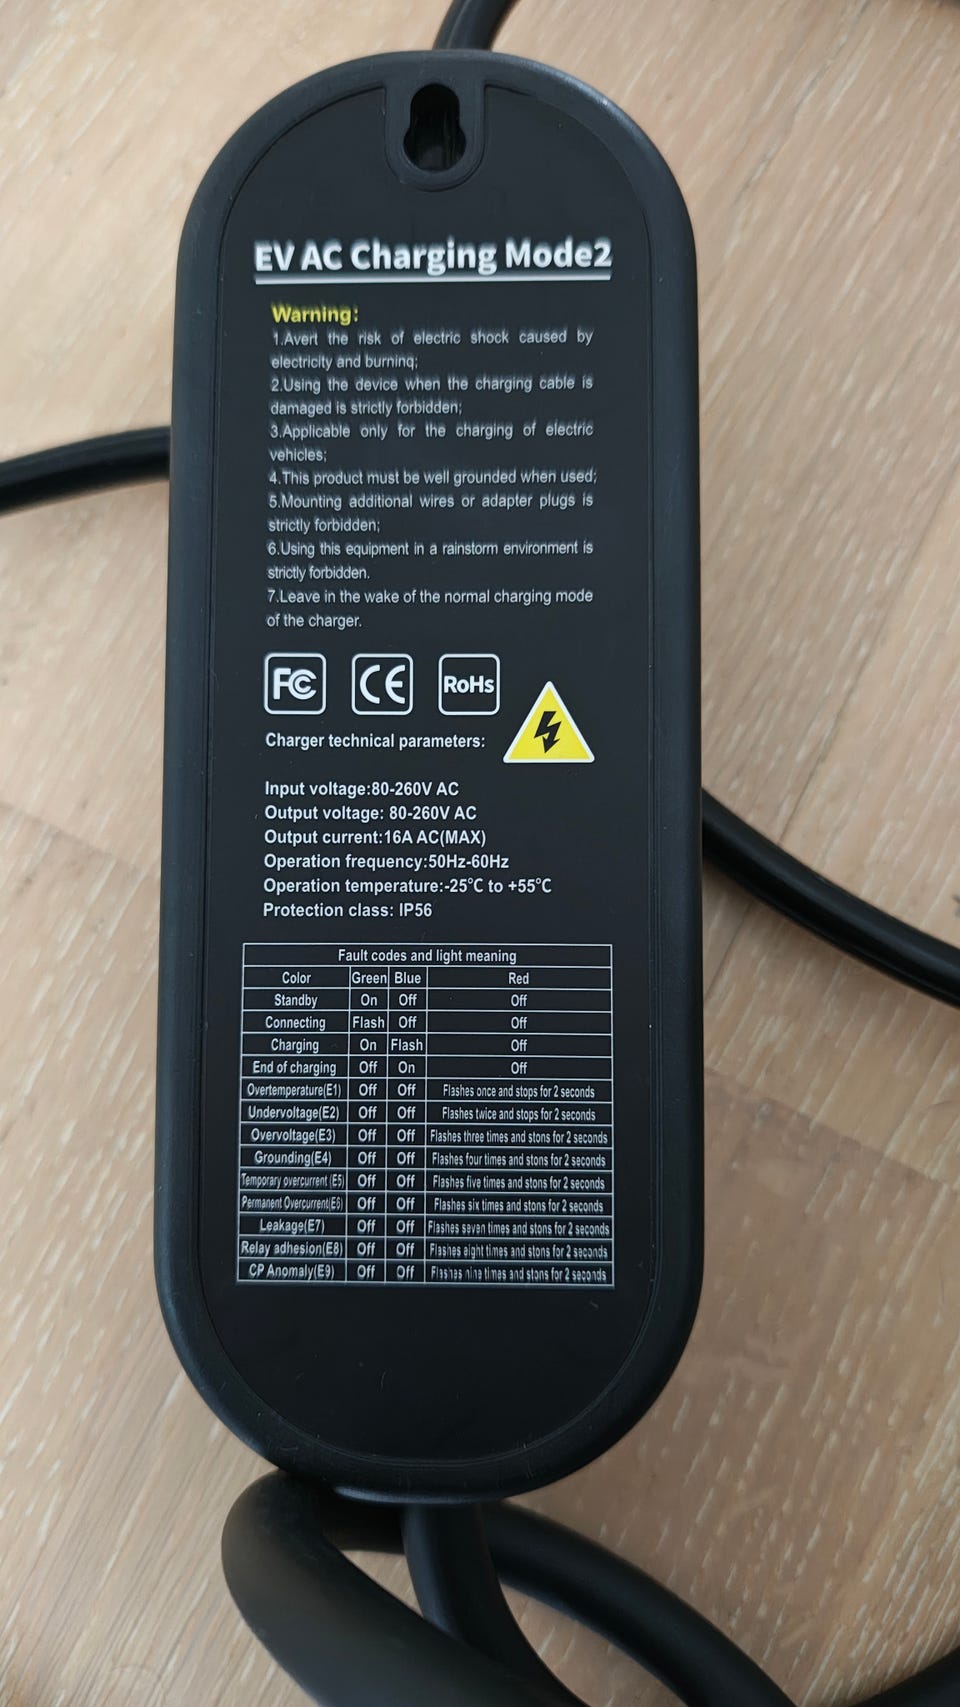 EV AC Charging Mode2
Warning:
1.Avert the risk of electric shock caused by
electricity and burning;
2.Using the device when the charging cable is
damaged is strictly forbidden;
3.Applicable only for the charging of electric
vehicles;
4.This product must be well grounded when used;
5.Mounting additional wires or adapter plugs is
strictly forbidden;
6.Using this equipment in a rainstorm environment is
strictly forbidden.
7.Leave in the wake of the normal charging mode
of the charger.
FC CE RoHs
Charger technical parameters:
Input voltage:80-260V AC
Output voltage: 80-260V AC
Output current:16A AC(MAX)
Operation frequency:50Hz-60Hz
Operation temperature:-25°C to +55°C
Protection class: IP56
Fault codes and light meaning
Color Green Blue Red
Standby On Off Off
Connecting Flash Off Off
Charging On Flash Off
End of charging Off On Off
Overtemperature(E1) Off Off Flashes once and stops for 2 seconds
Undervoltage(E2) Off Off Flashes twice and stops for 2 seconds
Overvoltage(E3) Off Off Flashes three times and stons for 2 seconds
Grounding(E4) Off Off Flashes four times and stons for 2 seconds
Temporary overcurrent (E5) Off Off Flashes five times and stons for 2 seconds
Permanent Overcurrent(E6) Off Off Flashes six times and stons for 2 seconds
Leakage(E7) Off Off Flashes seven times and stons for 2 seconds
Relay adhesion(E8) Off Off Flashes eight times and stons for 2 seconds
CP Anomaly(E9) Off Off Flashes nine times and stons for 2 seconds